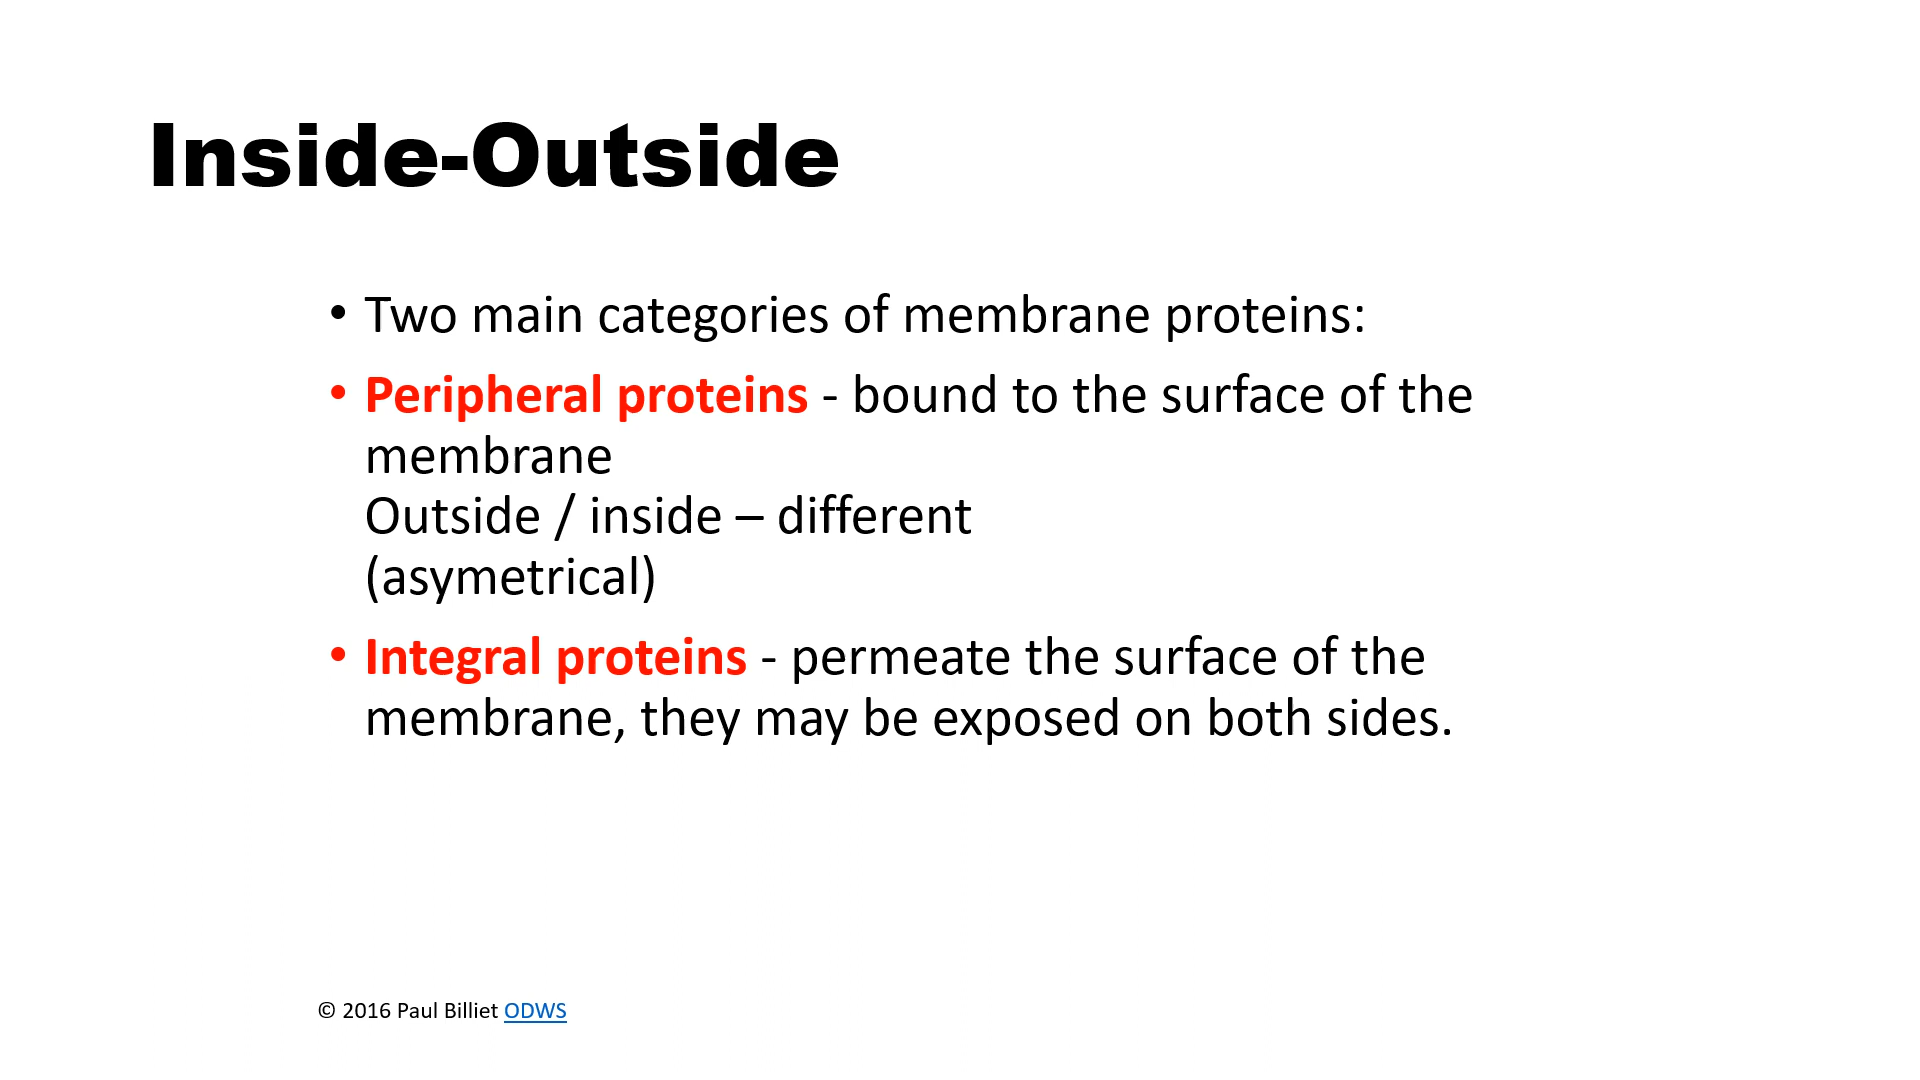 Inside-Outside
• Two main categories of membrane proteins:
• Peripheral proteins - bound to the surface of the
membrane
Outside / inside – different
(asymetrical)
• Integral proteins - permeate the surface of the
membrane, they may be exposed on both sides.
© 2016 Paul Billiet ODWS